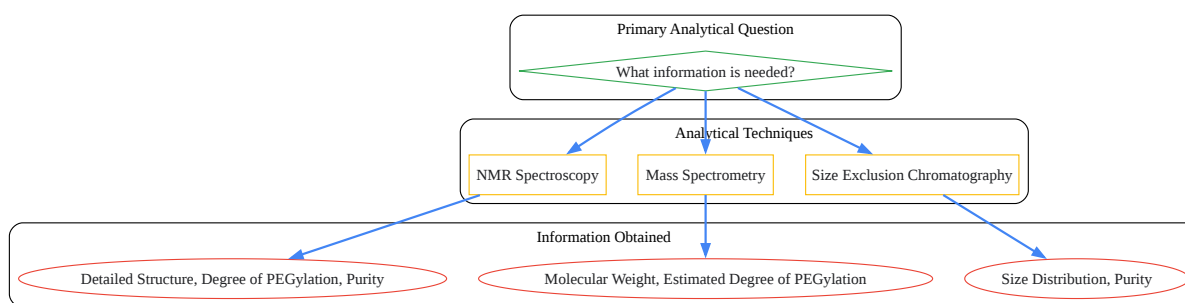 Primary Analytical Question
What information is needed?
Analytical Techniques
NMR Spectroscopy
Mass Spectrometry
Size Exclusion Chromatography
Information Obtained
Detailed Structure, Degree of PEGylation, Purity
Molecular Weight, Estimated Degree of PEGylation
Size Distribution, Purity